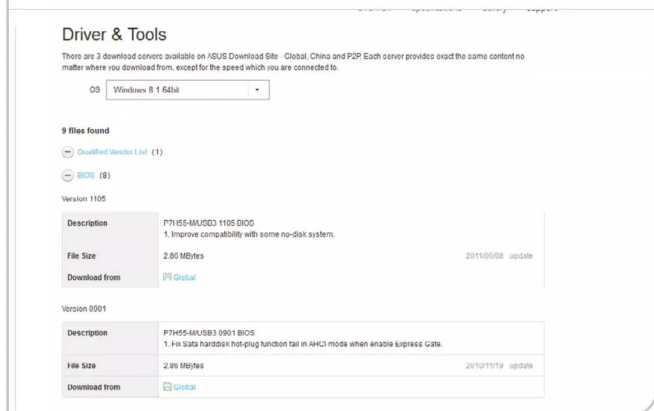 Support
Driver & Tools
There are 3 download servers available on ASUS Download Site Global, China and P2P. Each server provides exact the same content no
matter where you download from, except for the speed which you are connected to.
OS Windows 8.1 64bit
9 files found
Qualified Vendor List (1)
BIOS (8)
Version 1105
Description P7H55-M/USB3 1105 BIOS
1. Improve compatibility with some no-disk system.
File Size 2.86 MBytes 2011/06/08 update
Download from Global
Version 0901
Description P7H55-M/USB3 0901 BIOS
1. Fix Sata harddisk hot-plug function fail in AHCI mode when enable Express Gate.
File Size 2.86 MBytes 2010/11/19 update
Download from Global